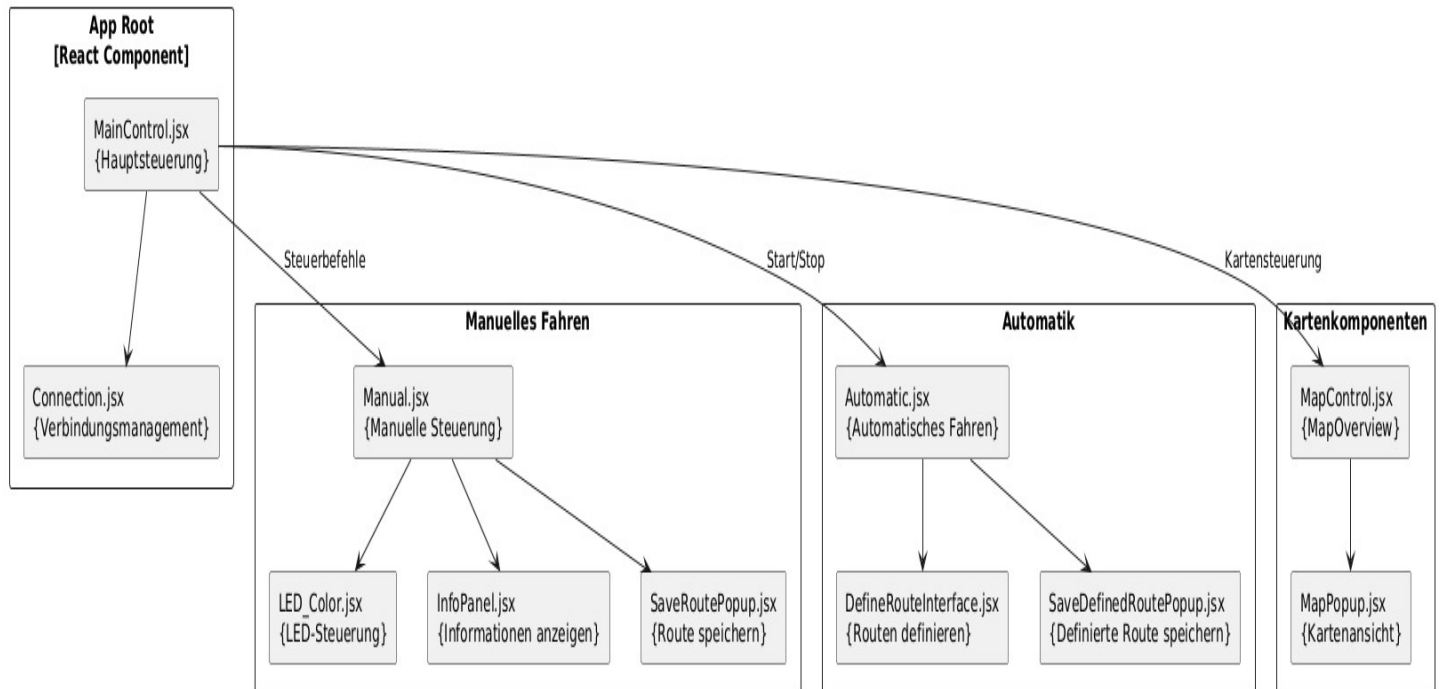 App Root
[React Component]
MainControl.jsx
{Hauptsteuerung}
Steuerbefehle
Start/Stop
Kartensteuerung
Connection.jsx
{Verbindungsmanagement}
Manuelles Fahren
Manual.jsx
{Manuelle Steuerung}
LED_Color.jsx
{LED-Steuerung}
InfoPanel.jsx
{Informationen anzeigen}
SaveRoutePopup.jsx
{Route speichern}
Automatik
Automatic.jsx
{Automatisches Fahren}
DefineRouteInterface.jsx
{Routen definieren}
SaveDefinedRoutePopup.jsx
{Definierte Route speichern}
Kartenkomponenten
MapControl.jsx
{MapOverview}
MapPopup.jsx
{Kartenansicht}